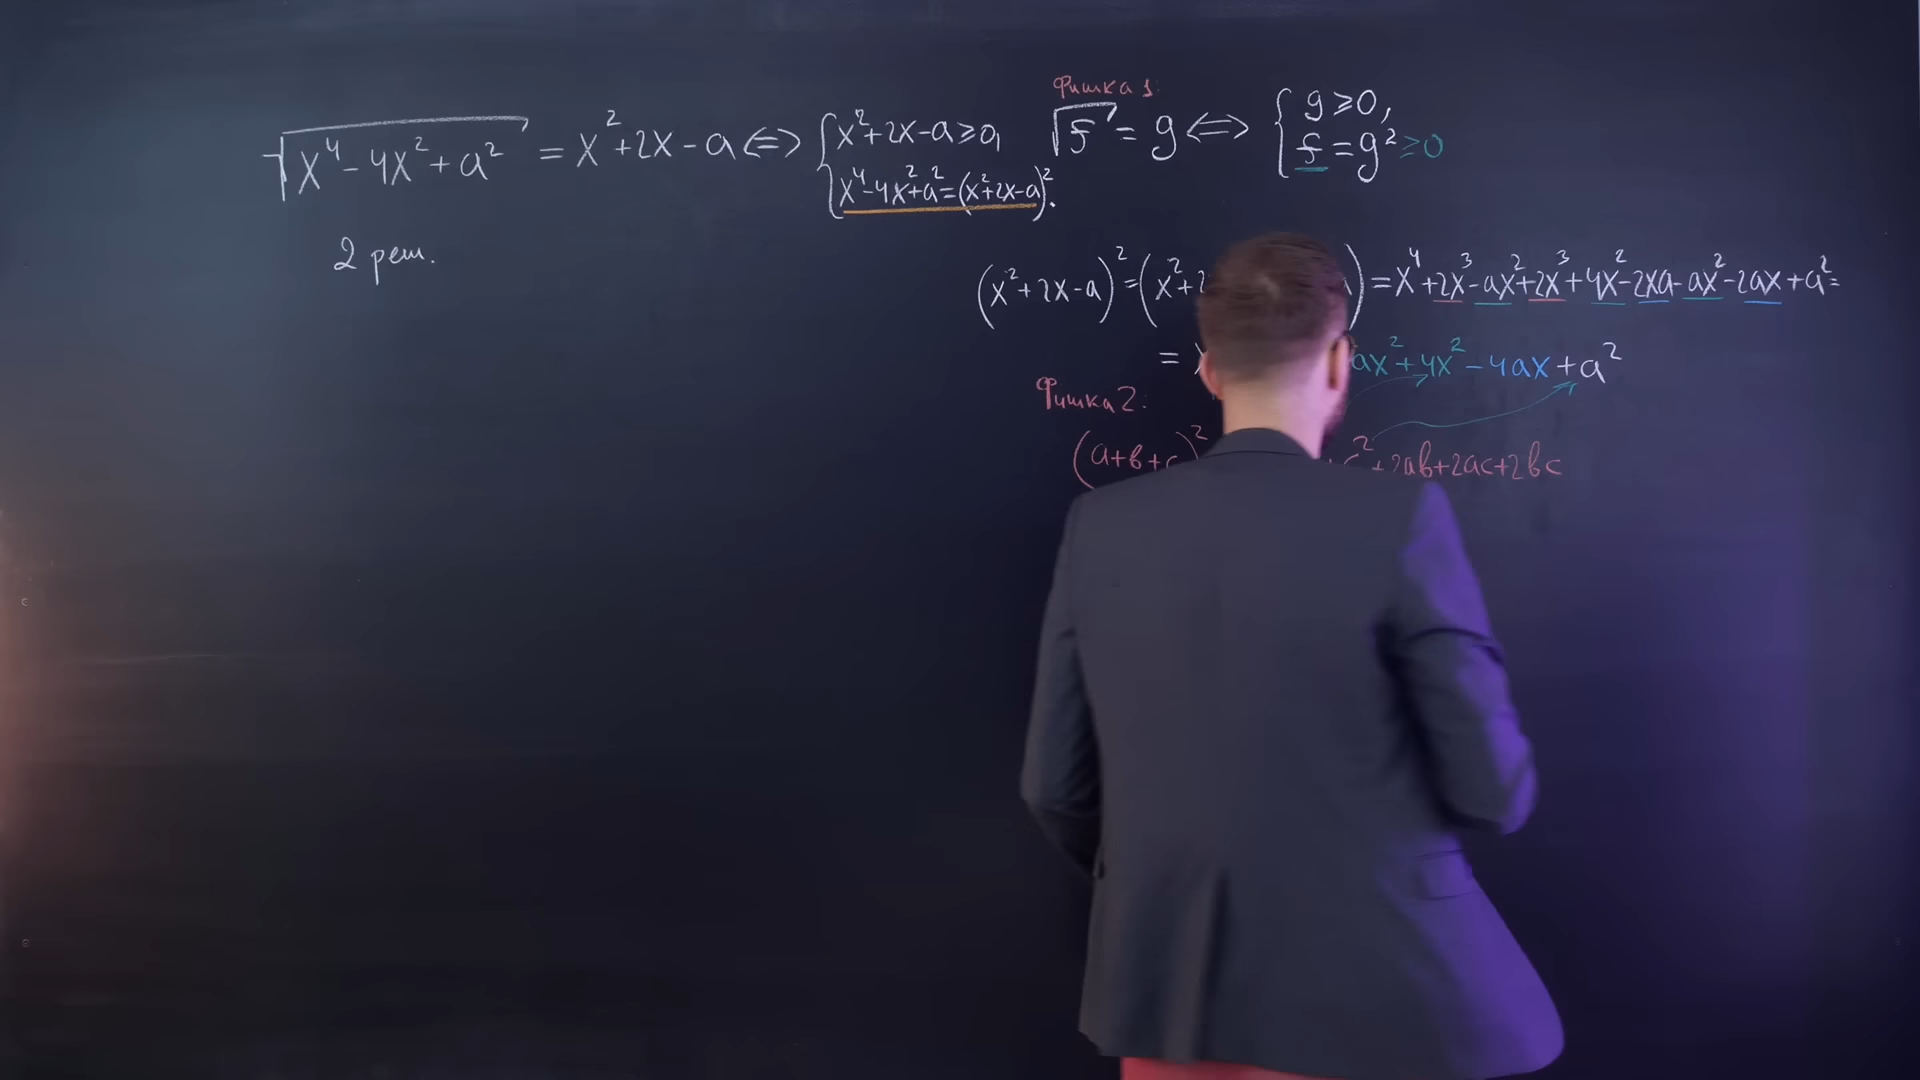 √(x⁴-4x²+a²) = x²+2x-a ⇔ { x²+2x-a≥0,
x⁴-4x²+a²=(x²+2x-a)².
2 реш.
Фишка 1:
√f = g ⇔ { g≥0,
f=g²≥0
(x²+2x-a)²=(x²+2 )=x⁴+2x³-ax²+2x³+4x²-2xa-ax²-2ax+a²=
= ax²+4x²-4ax+a²
Фишка 2:
(a+b+c)² c²+2ab+2ac+2bc